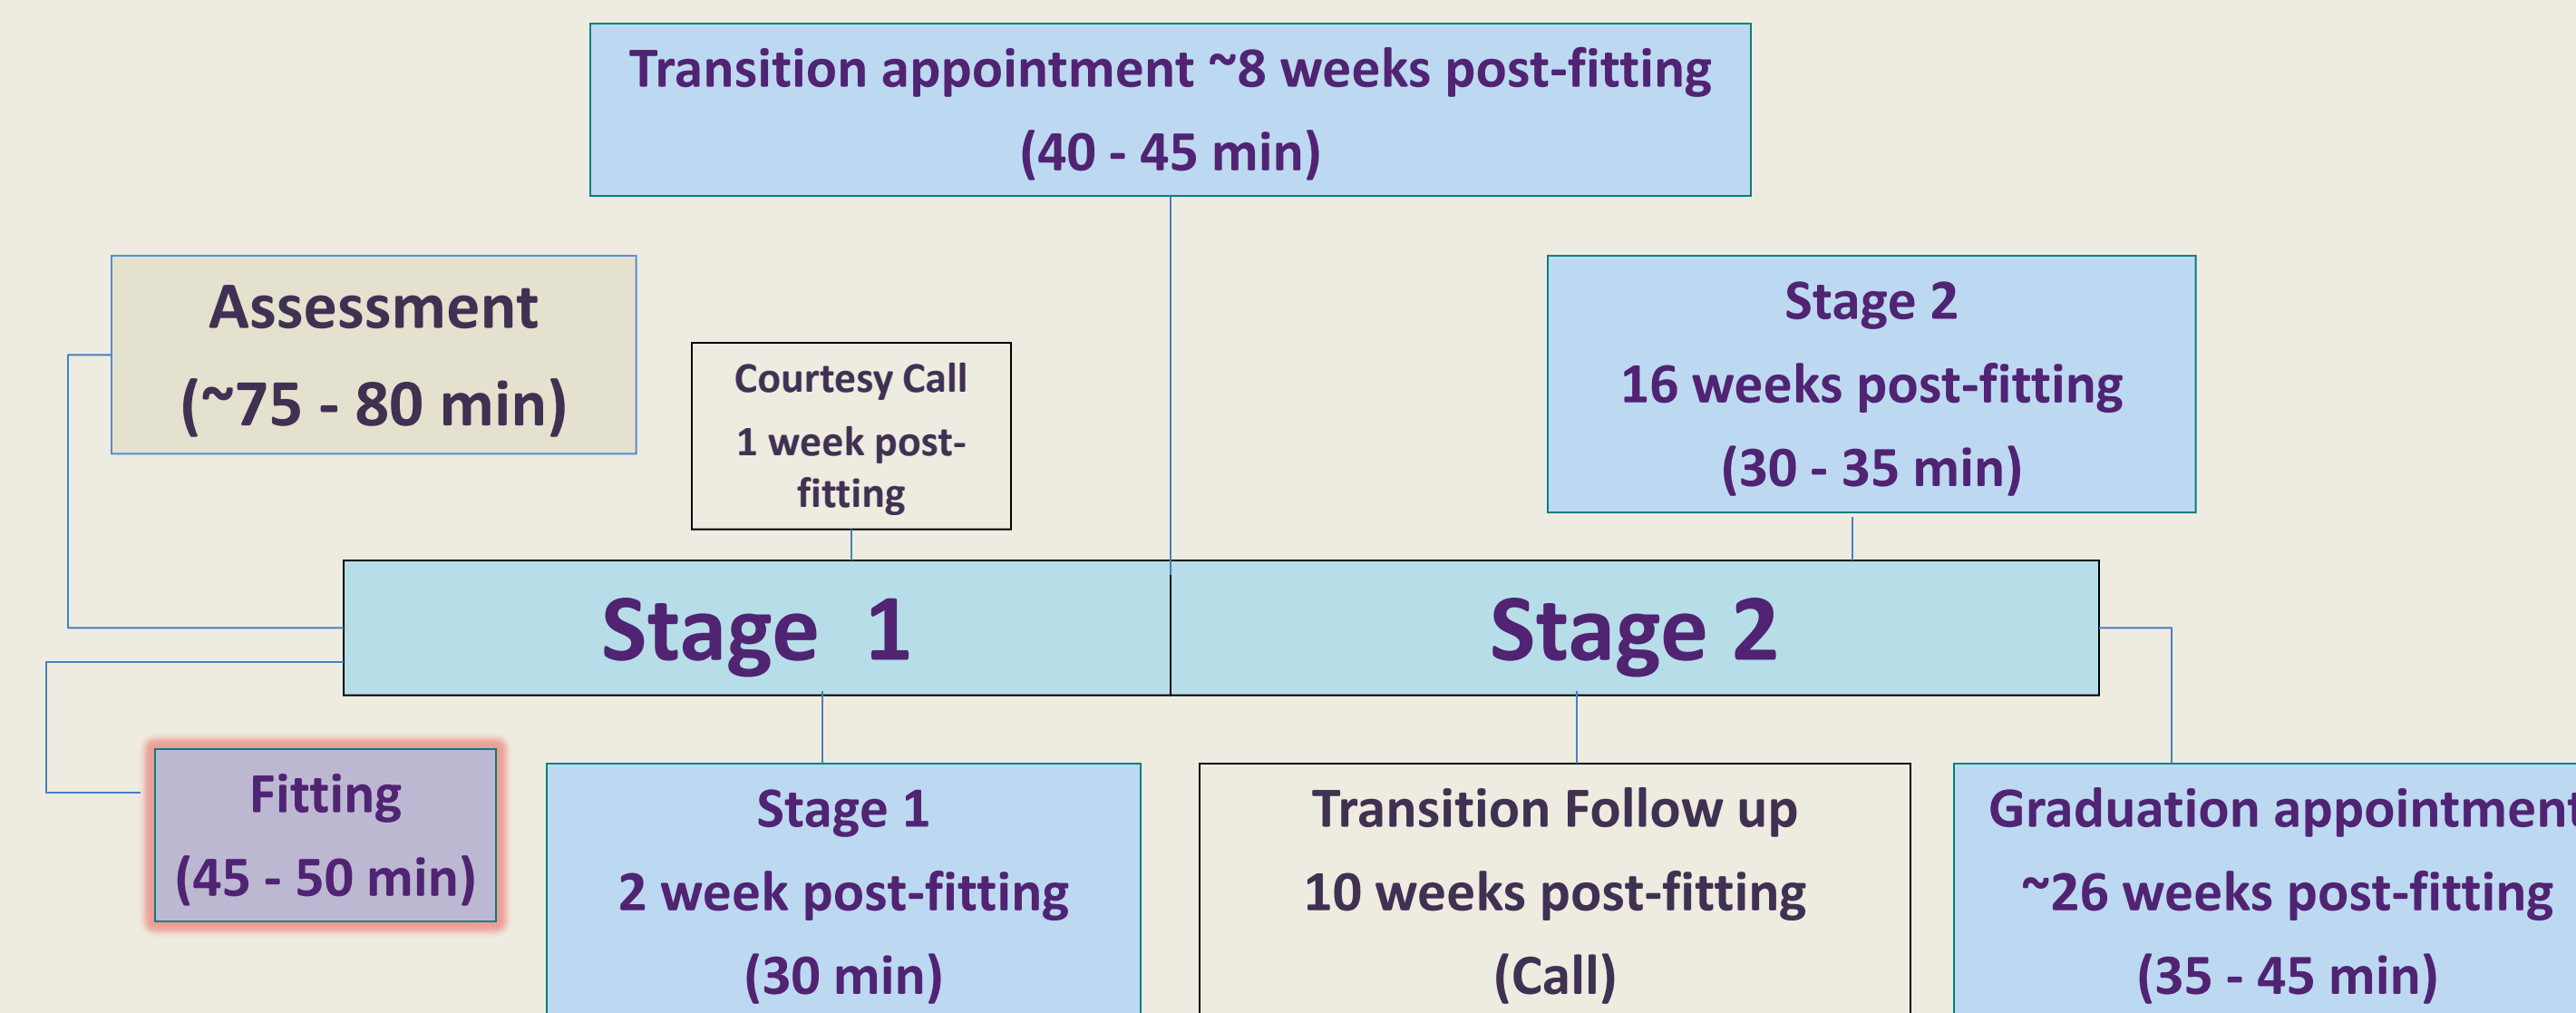 Transition appointment ~8 weeks post-fitting
(40 - 45 min)
Assessment
(~75 - 80 min)
Courtesy Call
1 week post-
fitting
Stage 2
16 weeks post-fitting
(30 - 35 min)
Stage 1
Stage 2
Fitting
(45 - 50 min)
Stage 1
2 week post-fitting
(30 min)
Transition Follow up
10 weeks post-fitting
(Call)
Graduation appointment
~26 weeks post-fitting
(35 - 45 min)